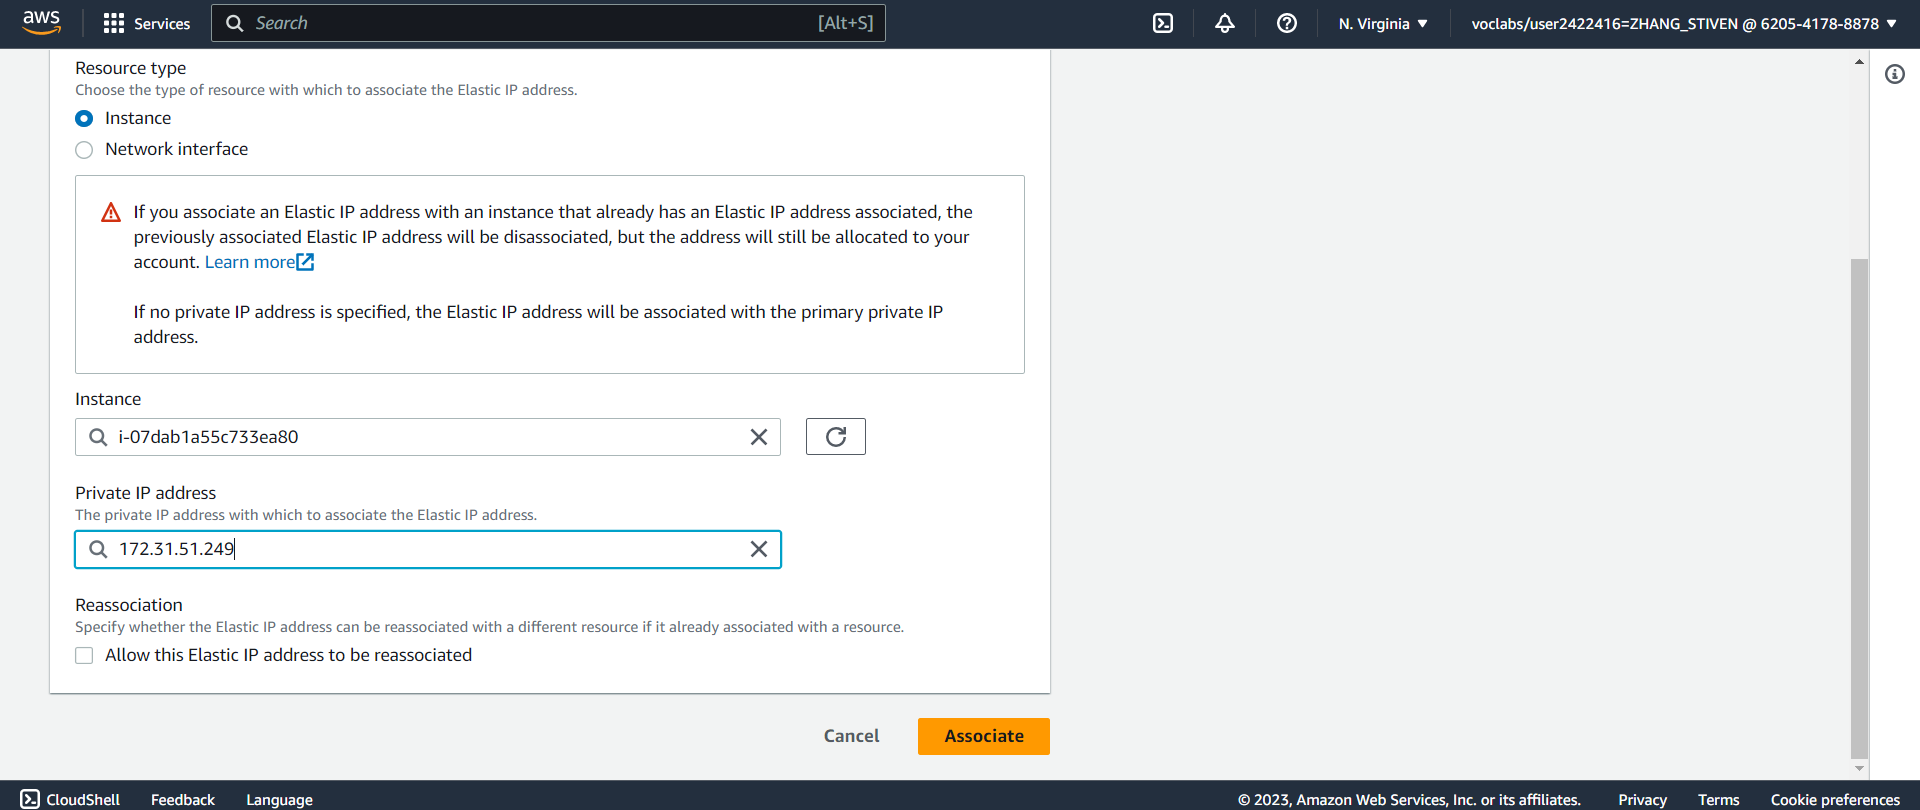 aws
Services
Search
[Alt+S]
N. Virginia
voclabs/user2422416=ZHANG_STIVEN @ 6205-4178-8878
Resource type
Choose the type of resource with which to associate the Elastic IP address.
Instance
Network interface
If you associate an Elastic IP address with an instance that already has an Elastic IP address associated, the
previously associated Elastic IP address will be disassociated, but the address will still be allocated to your
account. Learn more
If no private IP address is specified, the Elastic IP address will be associated with the primary private IP
address.
Instance
i-07dab1a55c733ea80
Private IP address
The private IP address with which to associate the Elastic IP address.
172.31.51.249
Reassociation
Specify whether the Elastic IP address can be reassociated with a different resource if it already associated with a resource.
Allow this Elastic IP address to be reassociated
Cancel
Associate
CloudShell
Feedback
Language
© 2023, Amazon Web Services, Inc. or its affiliates.
Privacy
Terms
Cookie preferences